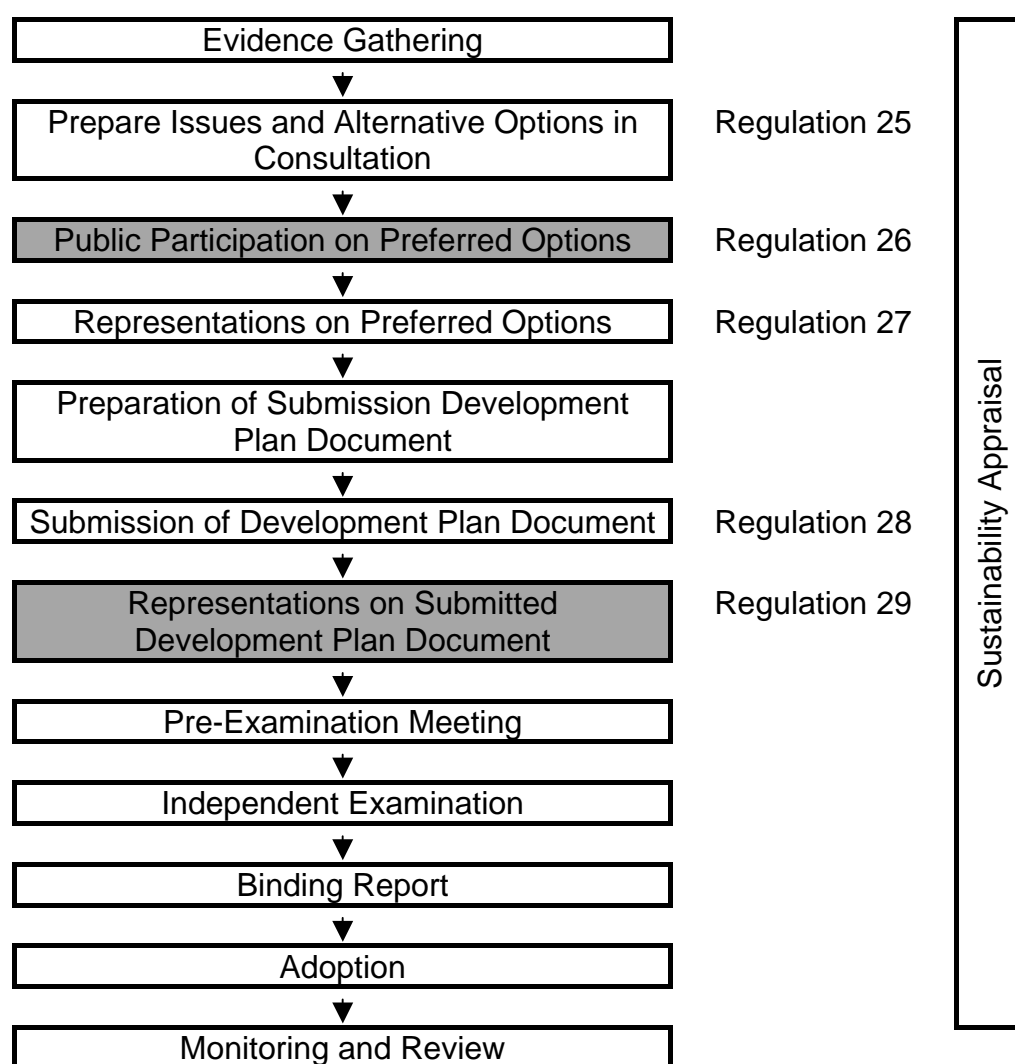 Evidence Gathering
Prepare Issues and Alternative Options in
Consultation
Regulation 25
Public Participation on Preferred Options
Regulation 26
Representations on Preferred Options
Regulation 27
Preparation of Submission Development
Plan Document
Submission of Development Plan Document
Regulation 28
Representations on Submitted
Development Plan Document
Regulation 29
Pre-Examination Meeting
Independent Examination
Binding Report
Adoption
Monitoring and Review
Sustainability Appraisal